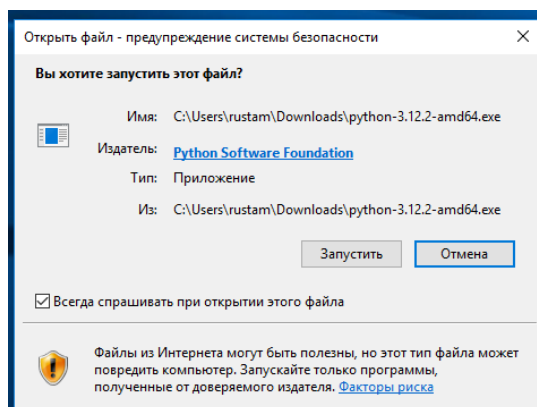 Открыть файл - предупреждение системы безопасности
Вы хотите запустить этот файл?
Имя: C:\Users\rustam\Downloads\python-3.12.2-amd64.exe
Издатель: Python Software Foundation
Тип: Приложение
Из: C:\Users\rustam\Downloads\python-3.12.2-amd64.exe
Запустить Отмена
Всегда спрашивать при открытии этого файла
Файлы из Интернета могут быть полезны, но этот тип файла может
повредить компьютер. Запускайте только программы,
полученные от доверяемого издателя. Факторы риска